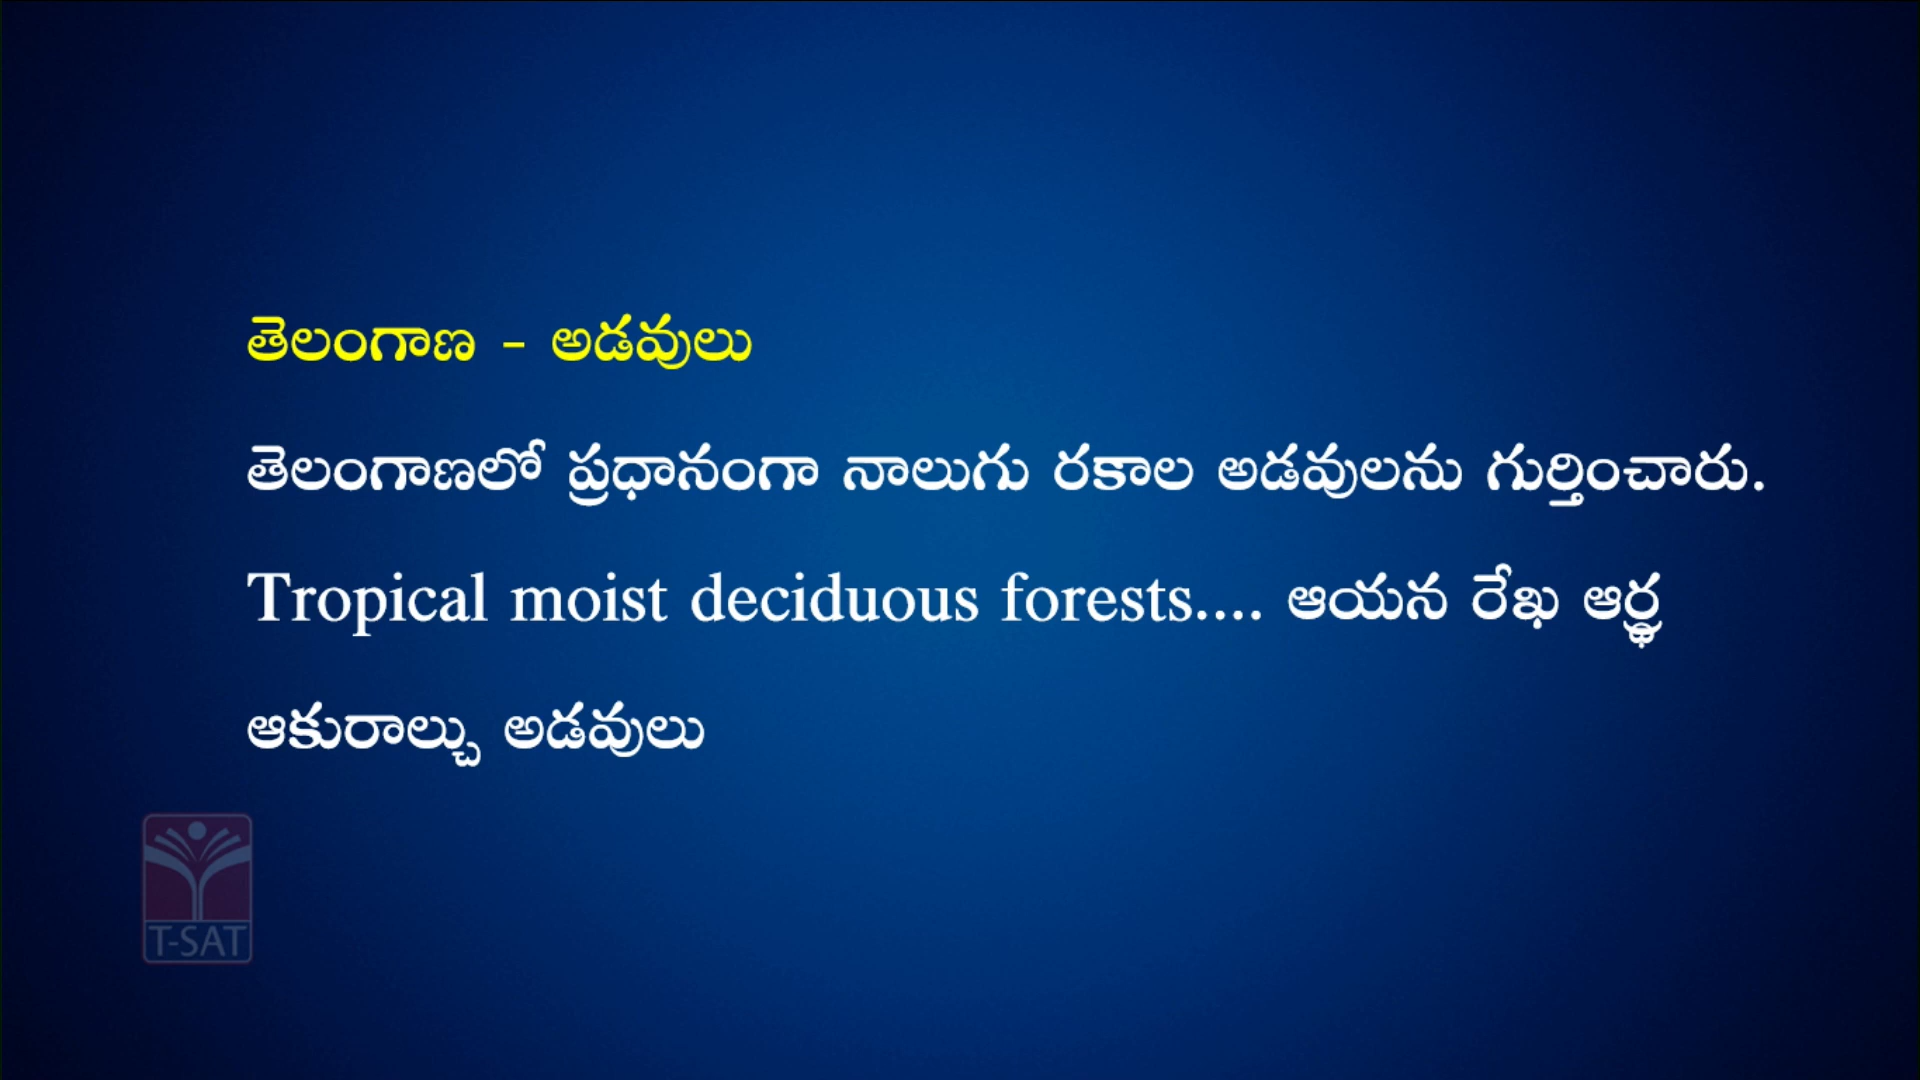 తెలంగాణ - అడవులు
తెలంగాణలో ప్రధానంగా నాలుగు రకాల అడవులను గుర్తించారు.
Tropical moist deciduous forests.... ఆయన రేఖ ఆర్థ్ర
ఆకురాల్చు అడవులు
T-SAT